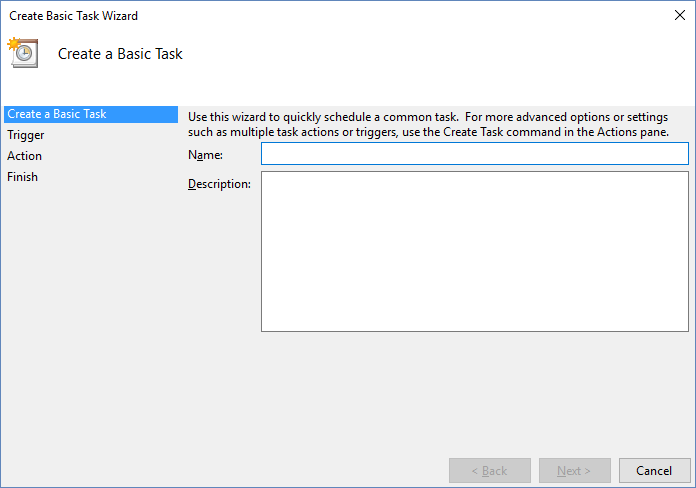 Create Basic Task Wizard
Create a Basic Task
Create a Basic Task
Use this wizard to quickly schedule a common task.  For more advanced options or settings
such as multiple task actions or triggers, use the Create Task command in the Actions pane.
Trigger
Action
Finish
Name:
Description:
< Back
Next >
Cancel